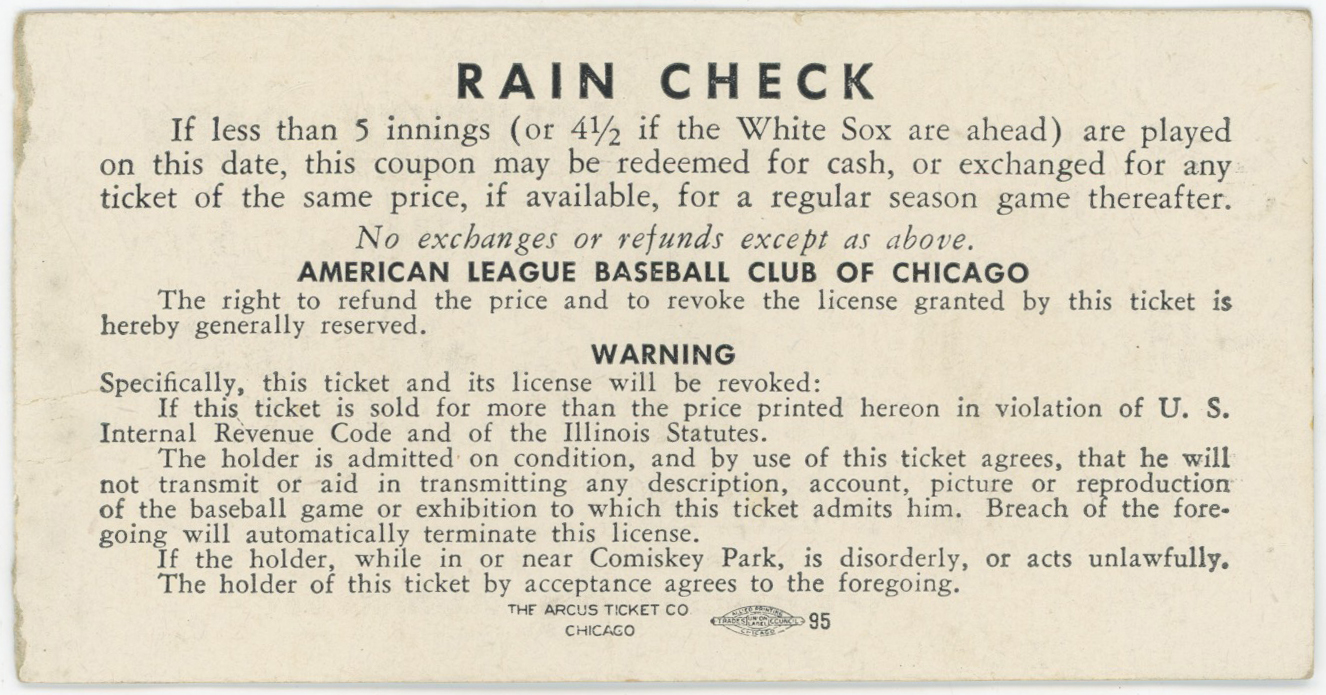 RAIN CHECK
If less than 5 innings (or 4½ if the White Sox are ahead) are played
on this date, this coupon may be redeemed for cash, or exchanged for any
ticket of the same price, if available, for a regular season game thereafter.
No exchanges or refunds except as above.
AMERICAN LEAGUE BASEBALL CLUB OF CHICAGO
The right to refund the price and to revoke the license granted by this ticket is
hereby generally reserved.
WARNING
Specifically, this ticket and its license will be revoked:
If this ticket is sold for more than the price printed hereon in violation of U. S.
Internal Revenue Code and of the Illinois Statutes.
The holder is admitted on condition, and by use of this ticket agrees, that he will
not transmit or aid in transmitting any description, account, picture or reproduction
of the baseball game or exhibition to which this ticket admits him. Breach of the fore-
going will automatically terminate this license.
If the holder, while in or near Comiskey Park, is disorderly, or acts unlawfully.
The holder of this ticket by acceptance agrees to the foregoing.
THE ARCUS TICKET CO
CHICAGO
ALLIED PRINTING
TRADES UNION LABEL COUNCIL
CHICAGO
95